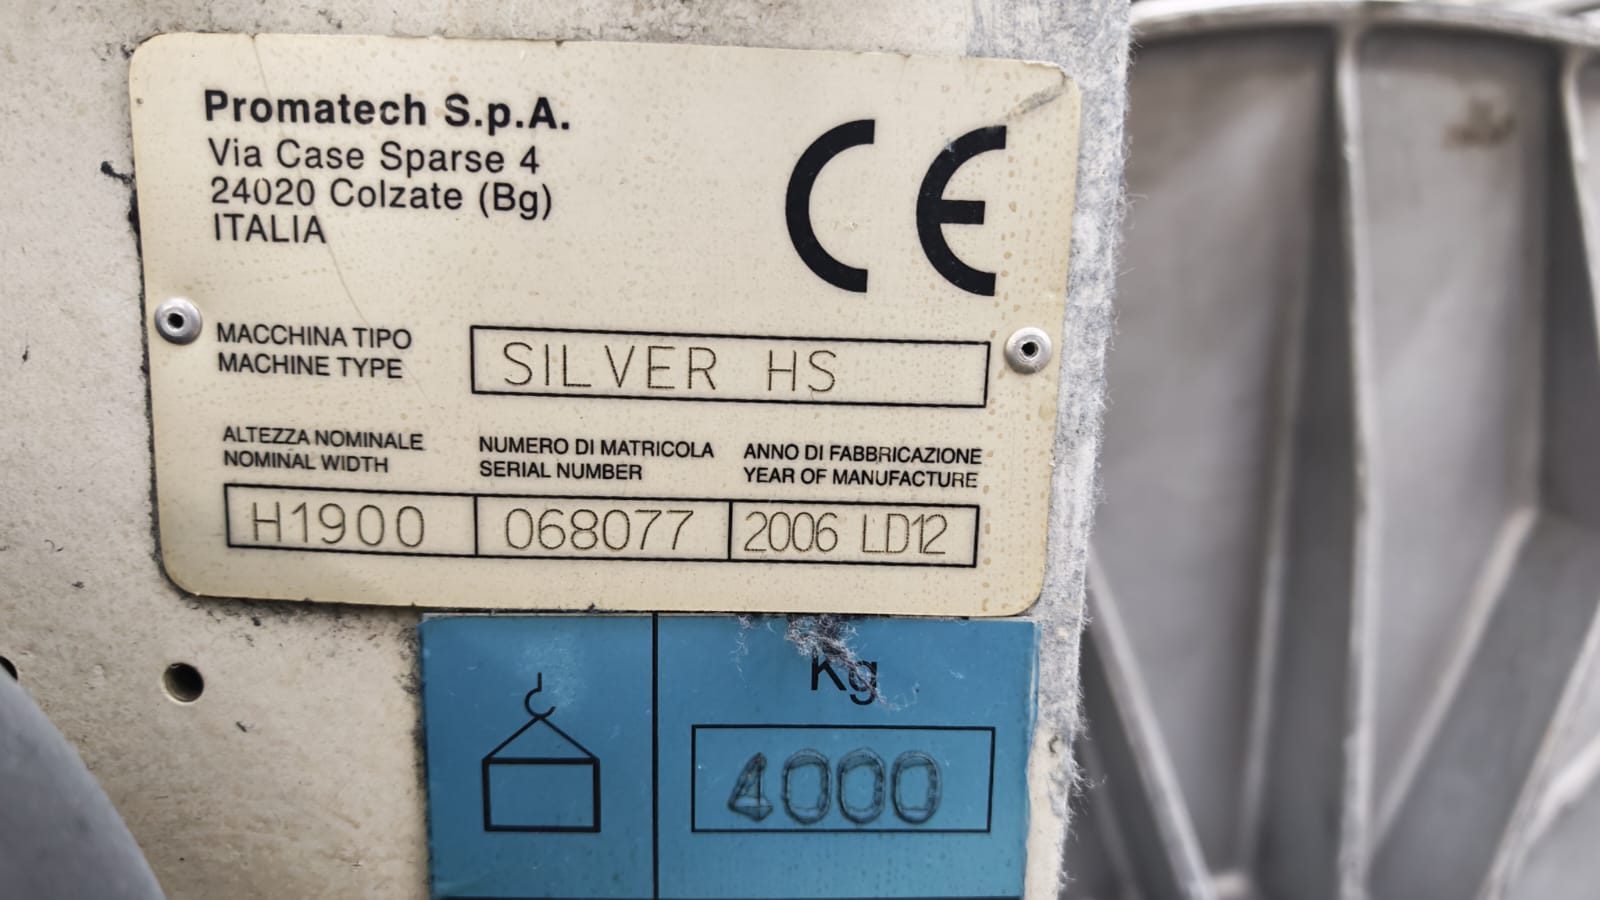 Promatech S.p.A.
Via Case Sparse 4
24020 Colzate (Bg)
ITALIA
CE
MACCHINA TIPO
MACHINE TYPE
SILVER HS
ALTEZZA NOMINALE
NOMINAL WIDTH
H1900
NUMERO DI MATRICOLA
SERIAL NUMBER
068077
ANNO DI FABBRICAZIONE
YEAR OF MANUFACTURE
2006 LD12
Kg
4000